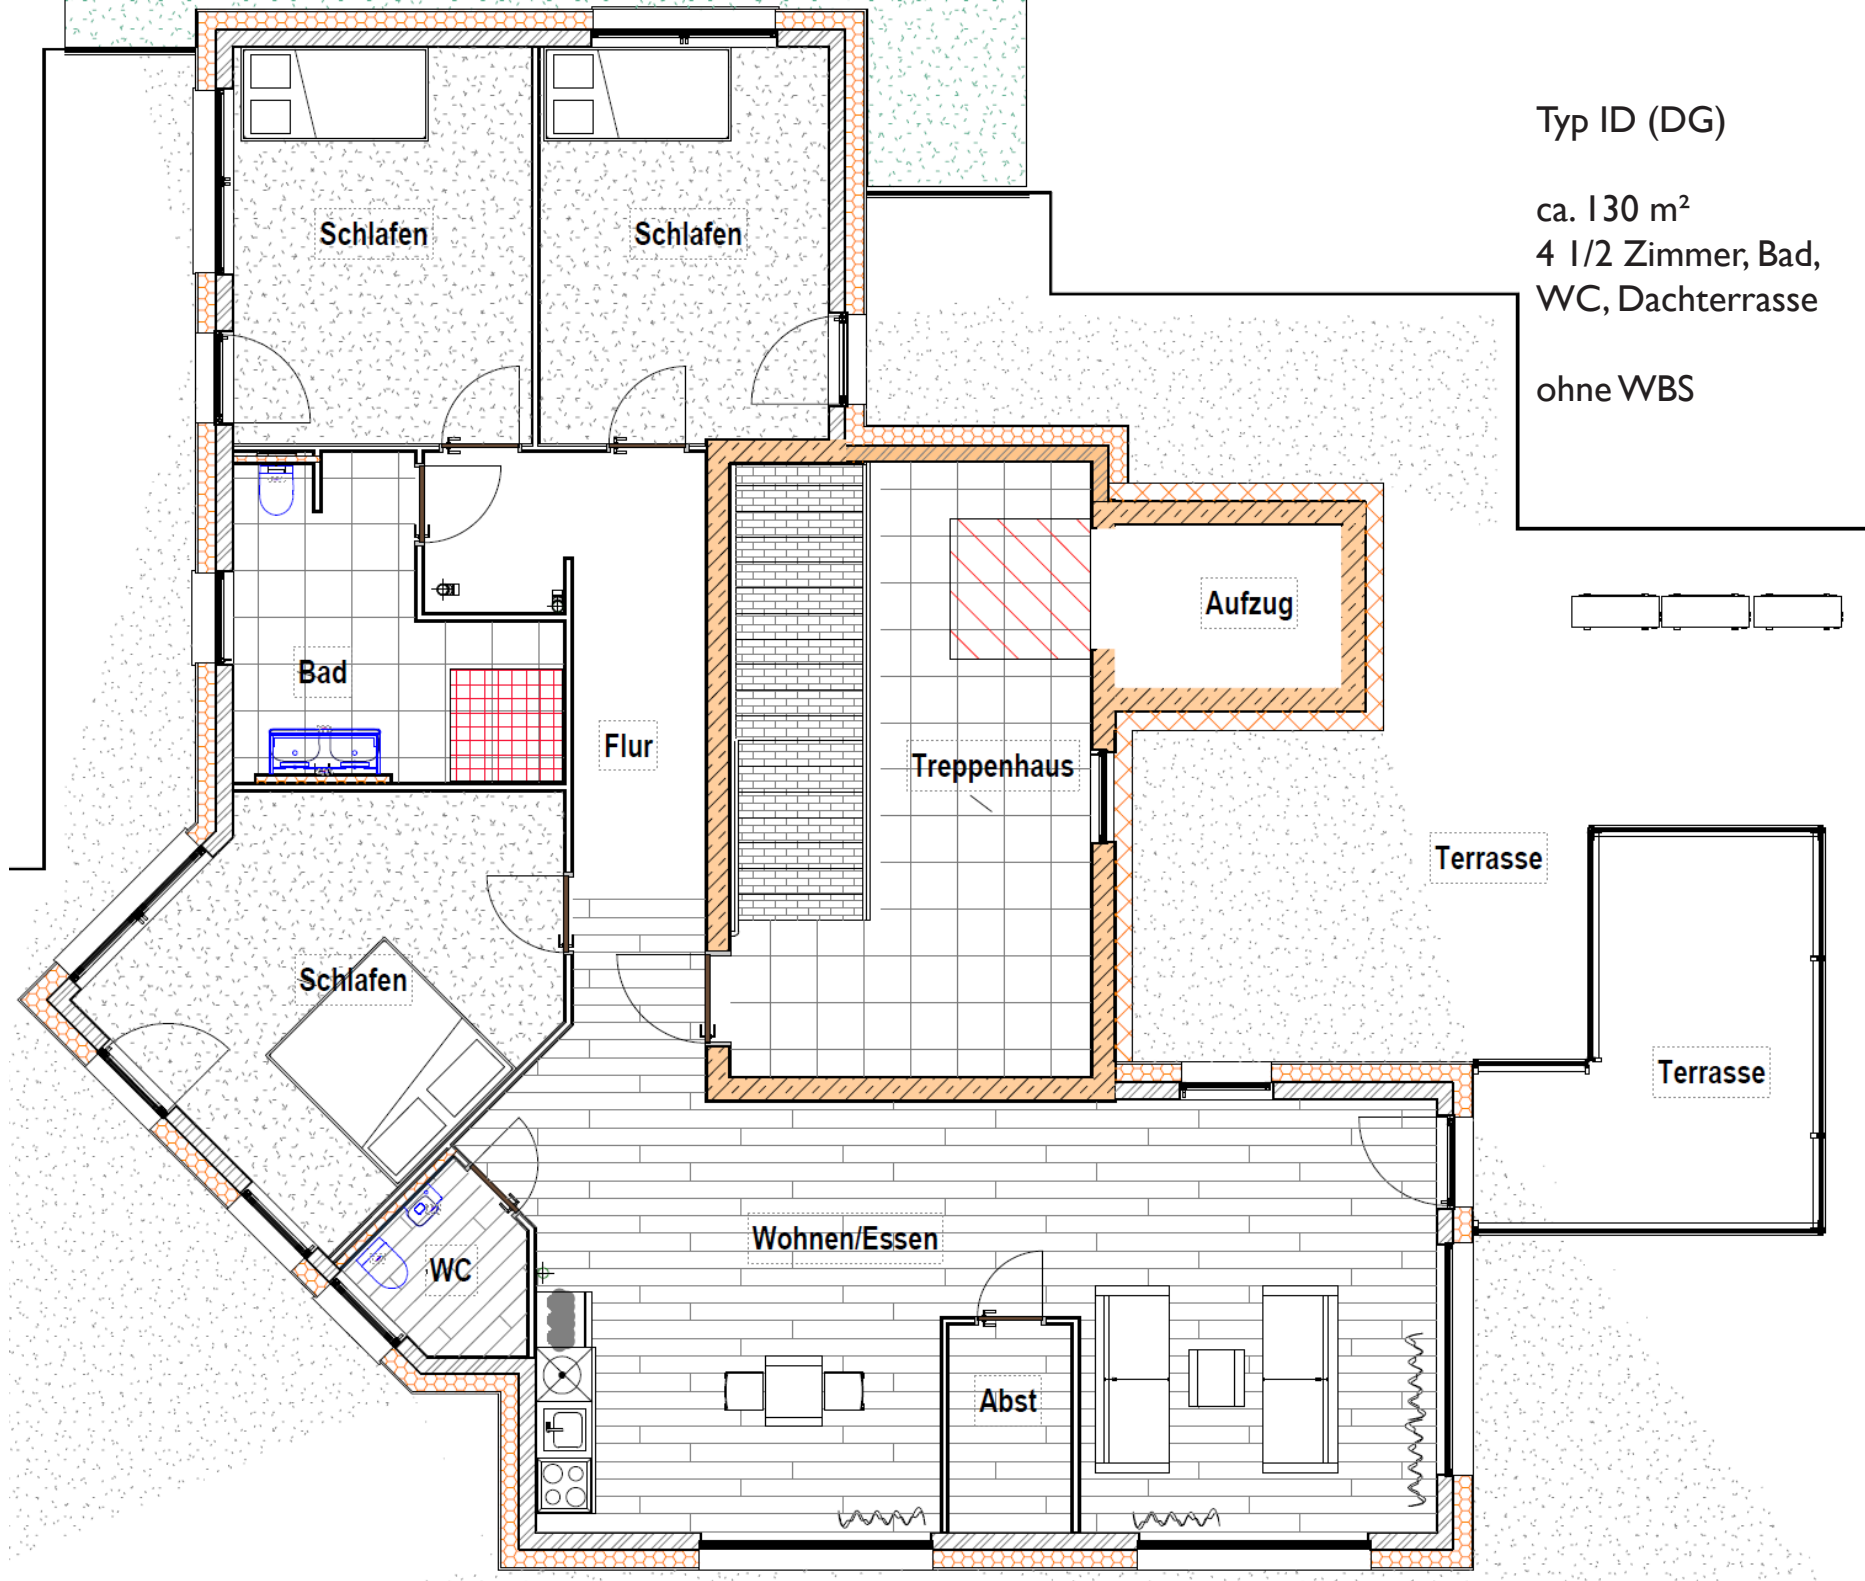 Typ ID (DG)
ca. 130 m²
4 1/2 Zimmer, Bad,
WC, Dachterrasse
ohne WBS
Schlafen
Schlafen
Aufzug
Bad
Flur
Treppenhaus
Terrasse
Schlafen
Terrasse
Wohnen/Essen
WC
Abst